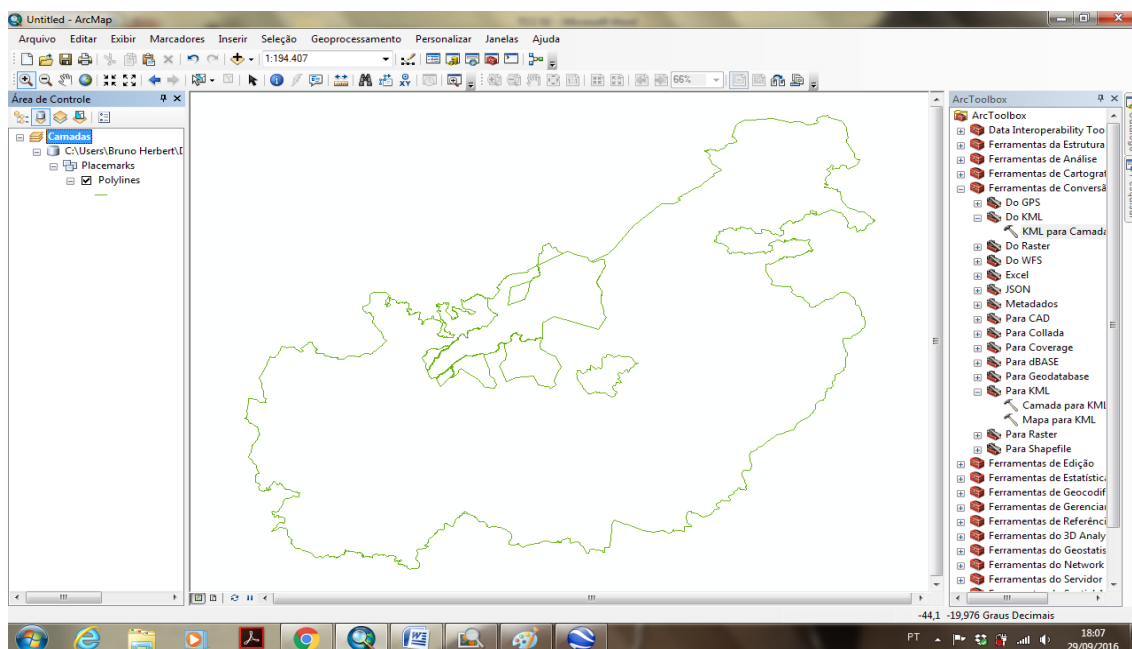 Untitled - ArcMap
Arquivo Editar Exibir Marcadores Inserir Seleção Geoprocessamento Personalizar Janelas Ajuda
1:194.407
66%
Área de Controle
Camadas
C:\Users\Bruno Herbert\
Placemarks
Polylines
ArcToolbox
ArcToolbox
Data Interoperability Too
Ferramentas da Estrutura
Ferramentas de Análise
Ferramentas de Cartograf
Ferramentas de Conversã
Do GPS
Do KML
KML para Camada
Do Raster
Do WFS
Excel
JSON
Metadados
Para CAD
Para Collada
Para Coverage
Para dBASE
Para Geodatabase
Para KML
Camada para KML
Mapa para KML
Para Raster
Para Shapefile
Ferramentas de Edição
Ferramentas de Estatístic
Ferramentas de Geocodif
Ferramentas de Gerencia
Ferramentas de Referênci
Ferramentas do 3D Analy
Ferramentas do Geostatis
Ferramentas do Network
Ferramentas do Servidor
-44,1 -19,976 Graus Decimais
PT
18:07
29/09/2016